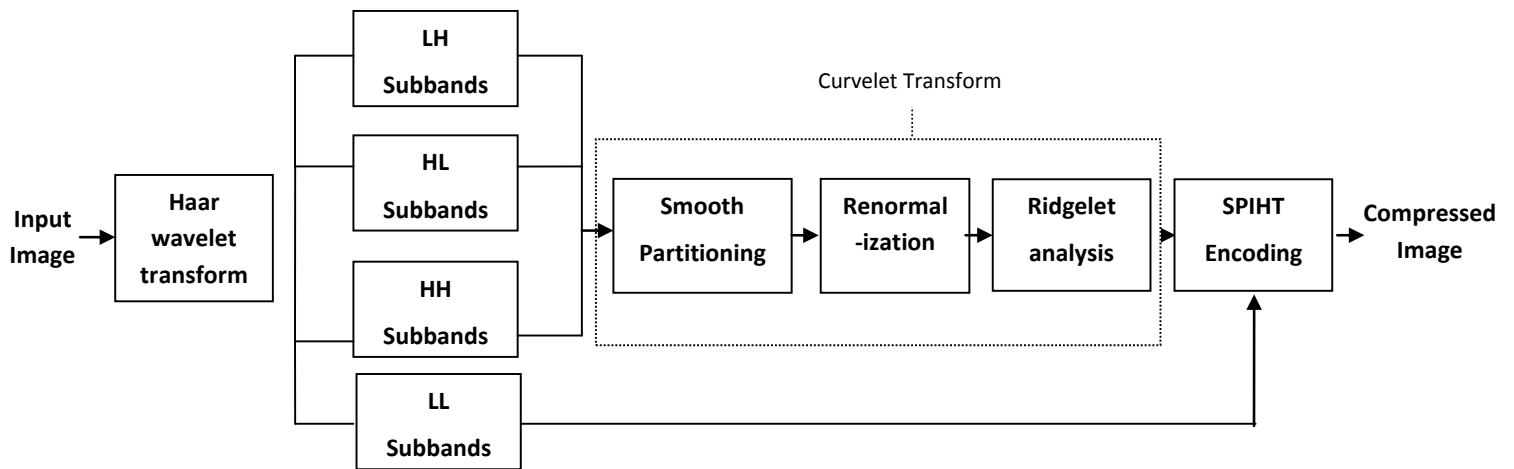 Input
Image
Haar
wavelet
transform
LH
Subbands
HL
Subbands
HH
Subbands
LL
Subbands
Curvelet Transform
Smooth
Partitioning
Renormal
-ization
Ridgelet
analysis
SPIHT
Encoding
Compressed
Image